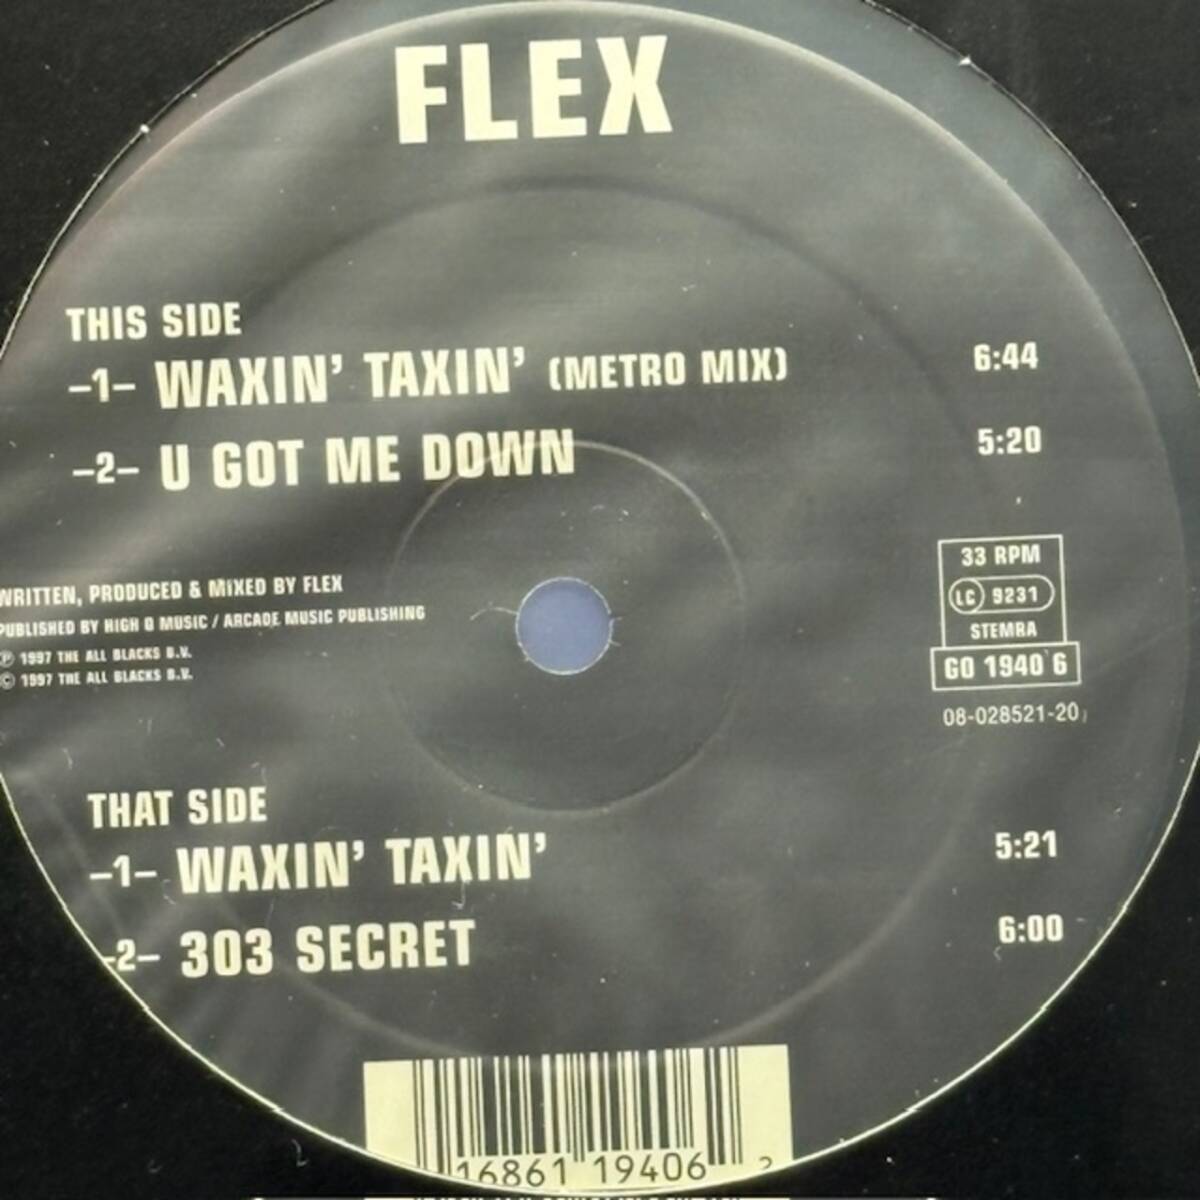 FLEX
THIS SIDE
-1- WAXIN' TAXIN' (METRO MIX) 6:44
-2- U GOT ME DOWN 5:20
WRITTEN, PRODUCED & MIXED BY FLEX
PUBLISHED BY HIGH Q MUSIC / ARCADE MUSIC PUBLISHING
℗ 1997 THE ALL BLACKS B.V.
© 1997 THE ALL BLACKS B.V.
33 RPM
LC 9231
STEMRA
GO 1940 6
08-028521-20
THAT SIDE
-1- WAXIN' TAXIN' 5:21
-2- 303 SECRET 6:00
16861 19406 2